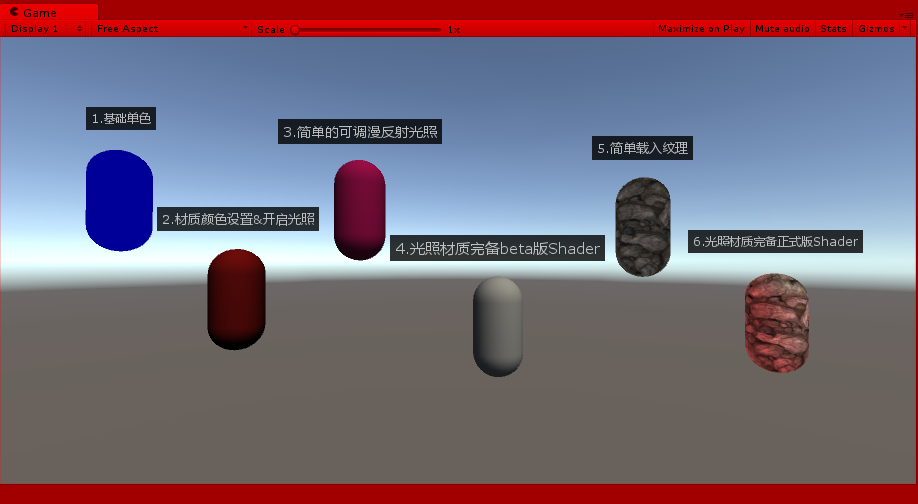 Game
Display 1
Free Aspect
Scale
1x
Maximize on Play
Mute audio
Stats
Gizmos
1.基础单色
3.简单的可调漫反射光照
5.简单载入纹理
2.材质颜色设置&开启光照
4.光照材质完备beta版Shader
6.光照材质完备正式版Shader